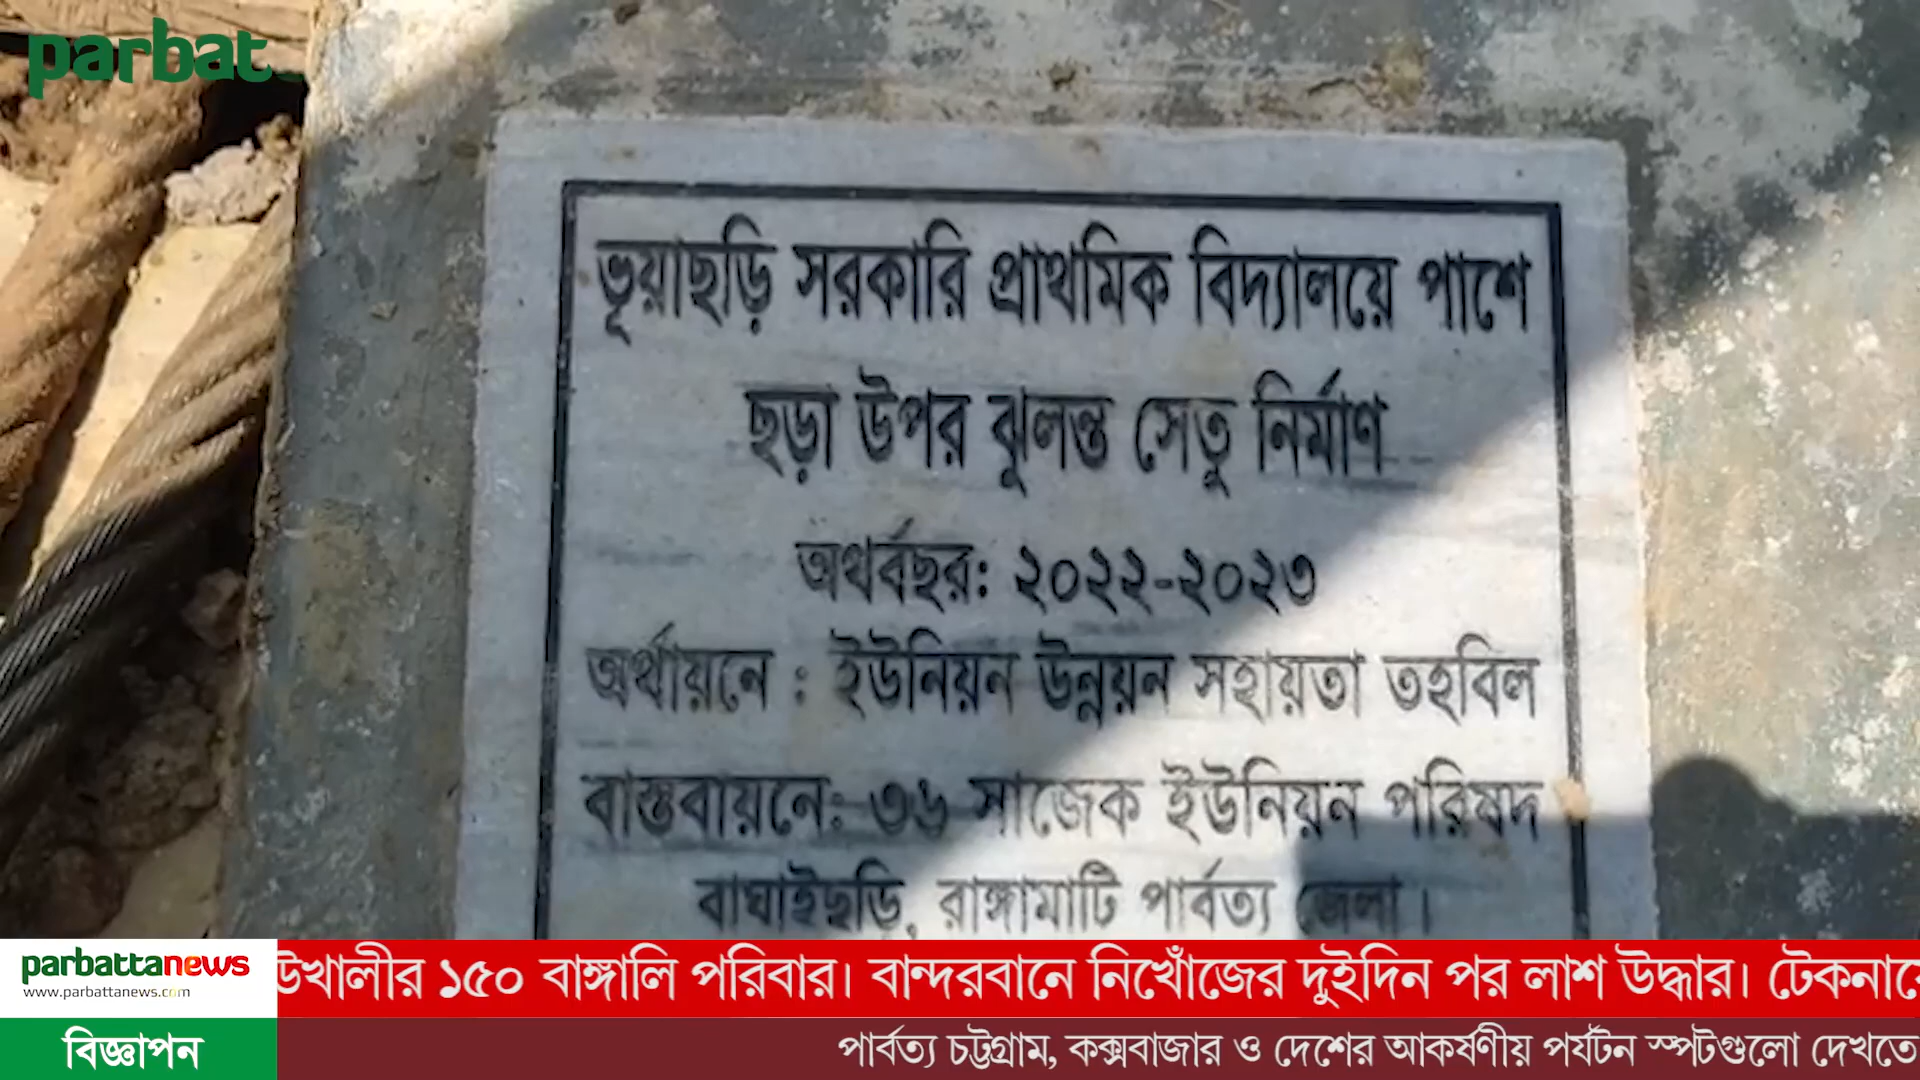 parbat
ভূয়াছড়ি সরকারি প্রাথমিক বিদ্যালয়ে পাশে
ছড়া উপর ঝুলন্ত সেতু নির্মাণ
অথর্বছর: ২০২২-২০২৩
অর্থায়নে : ইউনিয়ন উন্নয়ন সহায়তা তহবিল
বাস্তবায়নে: ৩৬ সাজেক ইউনিয়ন পরিষদ
বাঘাইছড়ি, রাঙ্গামাটি পার্বত্য জেলা।
parbattanews
www.parbattanews.com
উখালীর ১৫০ বাঙ্গালি পরিবার। বান্দরবানে নিখোঁজের দুইদিন পর লাশ উদ্ধার। টেকনাফে
বিজ্ঞাপন
পার্বত্য চট্টগ্রাম, কক্সবাজার ও দেশের আকর্ষণীয় পর্যটন স্পটগুলো দেখতে